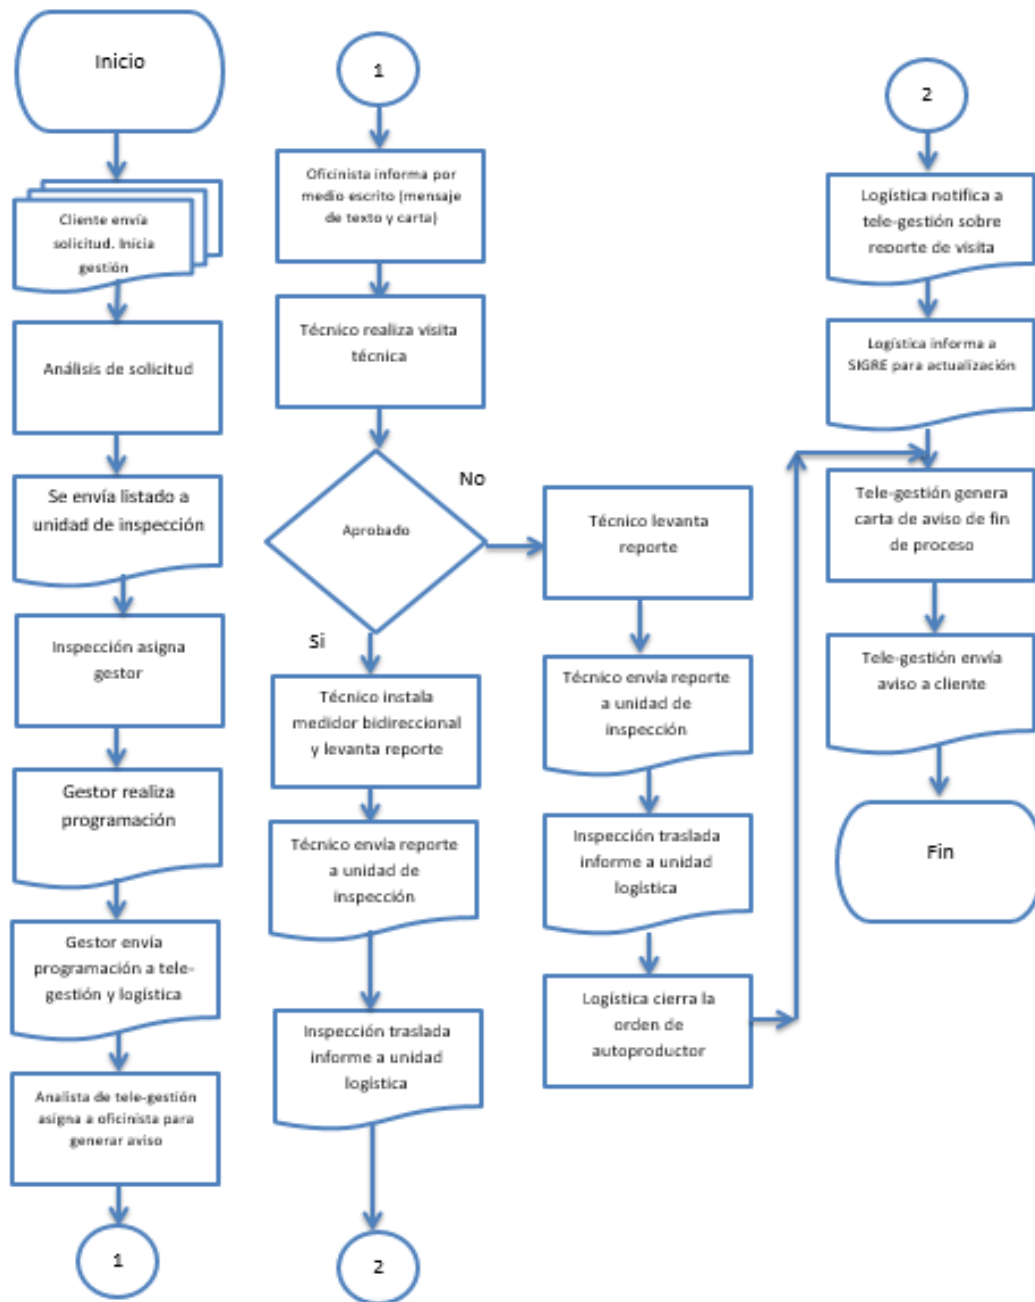 Inicio
Cliente envía
solicitud. Inicia
gestión
Análisis de solicitud
Se envía listado a
unidad de inspección
Inspección asigna
gestor
Gestor realiza
programación
Gestor envía
programación a tele-
gestión y logística
Analista de tele-gestión
asigna a oficinista para
generar aviso
1
1
Oficinista informa por
medio escrito (mensaje
de texto y carta)
Técnico realiza visita
técnica
Aprobado
No
Si
Técnico instala
medidor bidireccional
y levanta reporte
Técnico envía reporte
a unidad de
inspección
Inspección traslada
informe a unidad
logística
2
Técnico levanta
reporte
Técnico envía reporte
a unidad de
inspección
Inspección traslada
informe a unidad
logística
Logística cierra la
orden de
autoproductor
2
Logística notifica a
tele-gestión sobre
reporte de visita
Logística informa a
SIGRE para actualización
Tele-gestión genera
carta de aviso de fin
de proceso
Tele-gestión envía
aviso a cliente
Fin